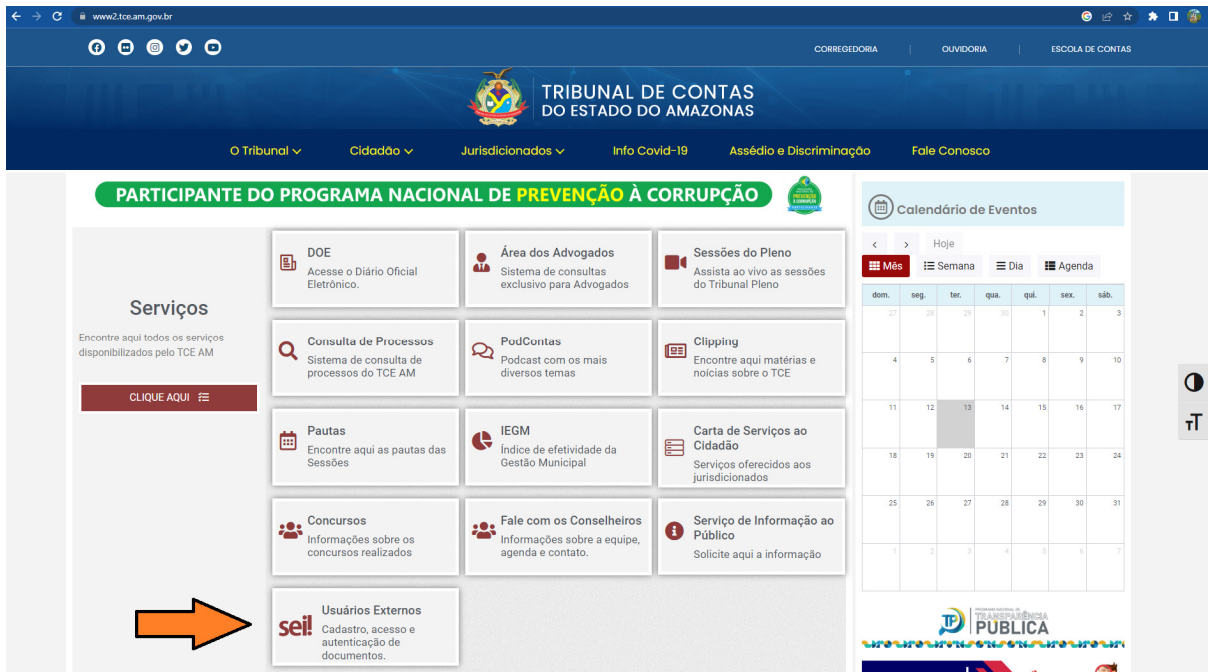 www2.tce.am.gov.br
CORREGEDORIA | OUVIDORIA | ESCOLA DE CONTAS
TRIBUNAL DE CONTAS
DO ESTADO DO AMAZONAS
O Tribunal Cidadão Jurisdicionados Info Covid-19 Assédio e Discriminação Fale Conosco
PARTICIPANTE DO PROGRAMA NACIONAL DE PREVENÇÃO À CORRUPÇÃO
Serviços
Encontre aqui todos os serviços
disponibilizados pelo TCE AM
CLIQUE AQUI
DOE
Acesse o Diário Oficial
Eletrônico.
Área dos Advogados
Sistema de consultas
exclusivo para Advogados
Sessões do Pleno
Assista ao vivo as sessões
do Tribunal Pleno
Consulta de Processos
Sistema de consulta de
processos do TCE AM
PodContas
Podcast com os mais
diversos temas
Clipping
Encontre aqui matérias e
noícias sobre o TCE
Pautas
Encontre aqui as pautas das
Sessões
IEGM
Índice de efetividade da
Gestão Municipal
Carta de Serviços ao
Cidadão
Serviços oferecidos aos
jurisdicionados
Concursos
Informações sobre os
concursos realizados
Fale com os Conselheiros
Informações sobre a equipe,
agenda e contato.
Serviço de Informação ao
Público
Solicite aqui a informação
sei!
Usuários Externos
Cadastro, acesso e
autenticação de
documentos.
Calendário de Eventos
< > Hoje
Mês Semana Dia Agenda
dom. seg. ter. qua. qui. sex. sáb.
27 28 29 30 1 2 3
4 5 6 7 8 9 10
11 12 13 14 15 16 17
18 19 20 21 22 23 24
25 26 27 28 29 30 31
1 2 3 4 5 6 7
TP
TRANSPARÊNCIA
PÚBLICA
TT